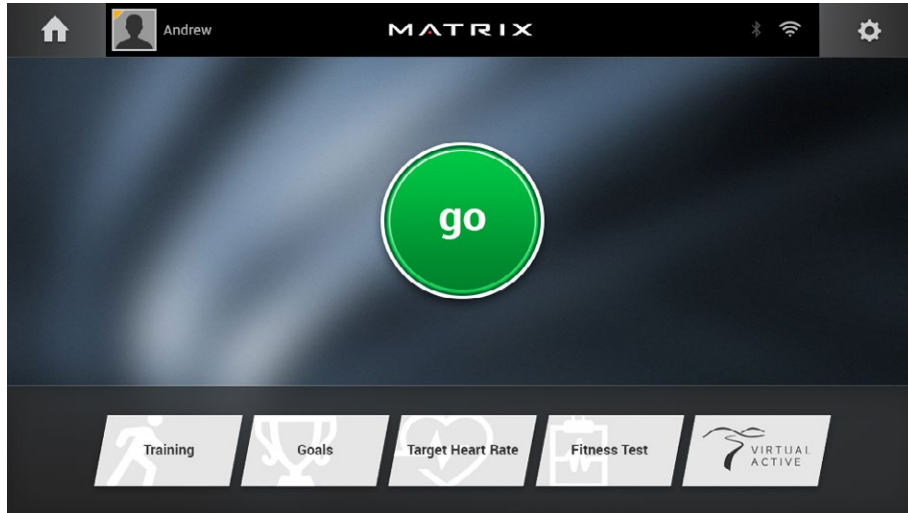 Andrew
MATRIX
go
Training
Goals
Target Heart Rate
Fitness Test
VIRTUAL
ACTIVE